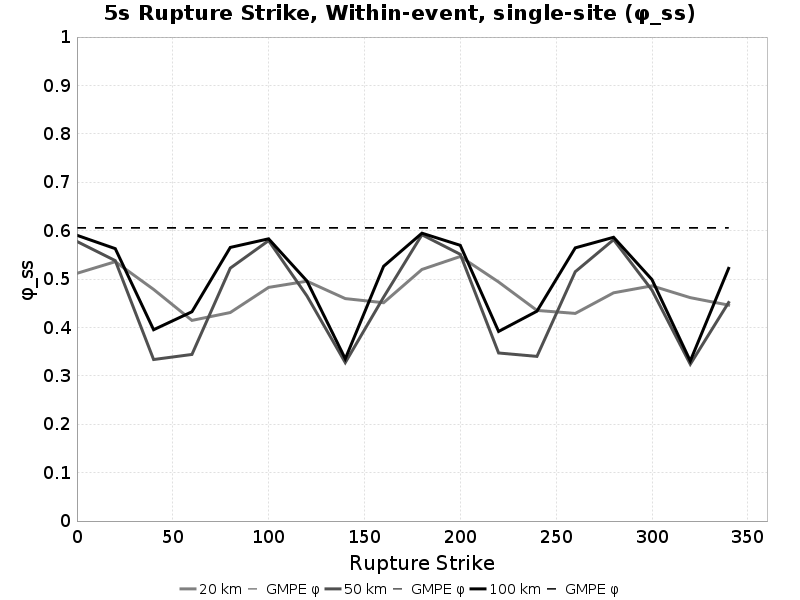 5s Rupture Strike, Within-event, single-site (φ_ss)
1
0.9
0.8
0.7
0.6
0.5
0.4
0.3
0.2
0.1
0
φ_ss
0 50 100 150 200 250 300 350
Rupture Strike
20 km GMPE φ 50 km GMPE φ 100 km GMPE φ